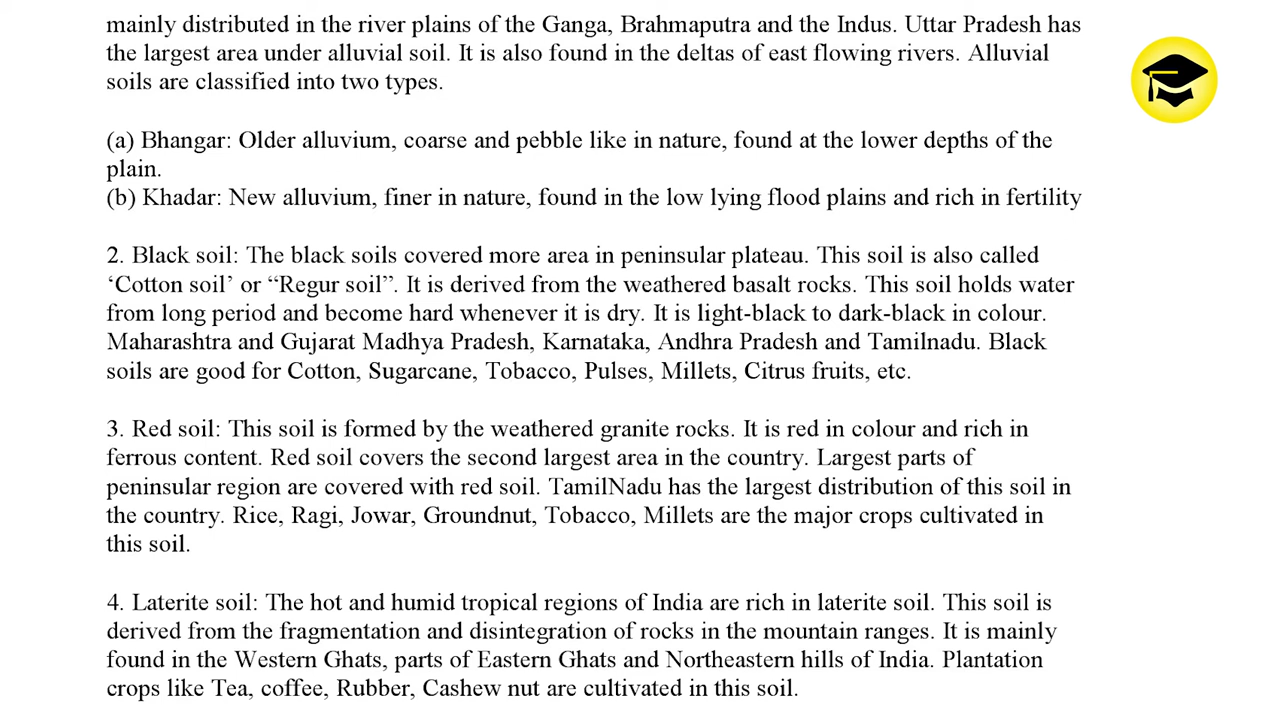 mainly distributed in the river plains of the Ganga, Brahmaputra and the Indus. Uttar Pradesh has
the largest area under alluvial soil. It is also found in the deltas of east flowing rivers. Alluvial
soils are classified into two types.
(a) Bhangar: Older alluvium, coarse and pebble like in nature, found at the lower depths of the
plain.
(b) Khadar: New alluvium, finer in nature, found in the low lying flood plains and rich in fertility
2. Black soil: The black soils covered more area in peninsular plateau. This soil is also called
‘Cotton soil’ or “Regur soil”. It is derived from the weathered basalt rocks. This soil holds water
from long period and become hard whenever it is dry. It is light-black to dark-black in colour.
Maharashtra and Gujarat Madhya Pradesh, Karnataka, Andhra Pradesh and Tamilnadu. Black
soils are good for Cotton, Sugarcane, Tobacco, Pulses, Millets, Citrus fruits, etc.
3. Red soil: This soil is formed by the weathered granite rocks. It is red in colour and rich in
ferrous content. Red soil covers the second largest area in the country. Largest parts of
peninsular region are covered with red soil. TamilNadu has the largest distribution of this soil in
the country. Rice, Ragi, Jowar, Groundnut, Tobacco, Millets are the major crops cultivated in
this soil.
4. Laterite soil: The hot and humid tropical regions of India are rich in laterite soil. This soil is
derived from the fragmentation and disintegration of rocks in the mountain ranges. It is mainly
found in the Western Ghats, parts of Eastern Ghats and Northeastern hills of India. Plantation
crops like Tea, coffee, Rubber, Cashew nut are cultivated in this soil.